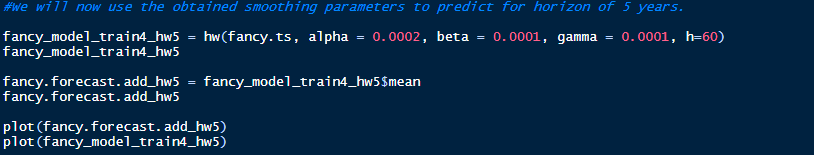 #we will now use the obtained smoothing parameters to predict for horizon of 5 years.
fancy_model_train4_hw5 = hw(fancy.ts, alpha = 0.0002, beta = 0.0001, gamma = 0.0001, h=60)
fancy_model_train4_hw5
fancy.forecast.add_hw5 = fancy_model_train4_hw5$mean
fancy.forecast.add_hw5
plot(fancy.forecast.add_hw5)
plot(fancy_model_train4_hw5)